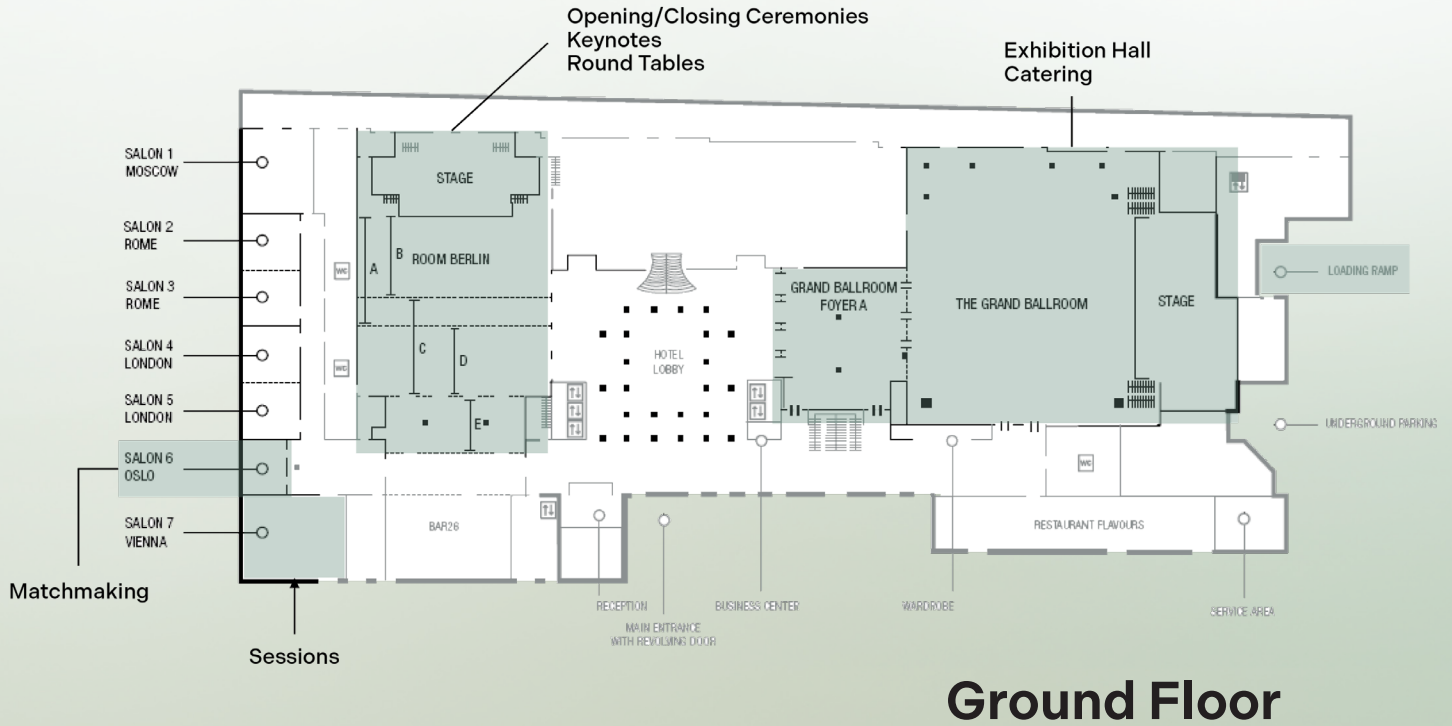 Opening/Closing Ceremonies
Keynotes
Round Tables
Exhibition Hall
Catering
SALON 1
MOSCOW
SALON 2
ROME
SALON 3
ROME
SALON 4
LONDON
SALON 5
LONDON
SALON 6
OSLO
SALON 7
VIENNA
Matchmaking
Sessions
STAGE
A
B
ROOM BERLIN
C
D
E
WC
WC
BAR26
HOTEL
LOBBY
GRAND BALLROOM
FOYER A
THE GRAND BALLROOM
STAGE
LOADING RAMP
UNDERGROUND PARKING
WC
RESTAURANT FLAVOURS
RECEPTION
MAIN ENTRANCE
WITH REVOLVING DOOR
BUSINESS CENTER
WARDROBE
SERVICE AREA
Ground Floor